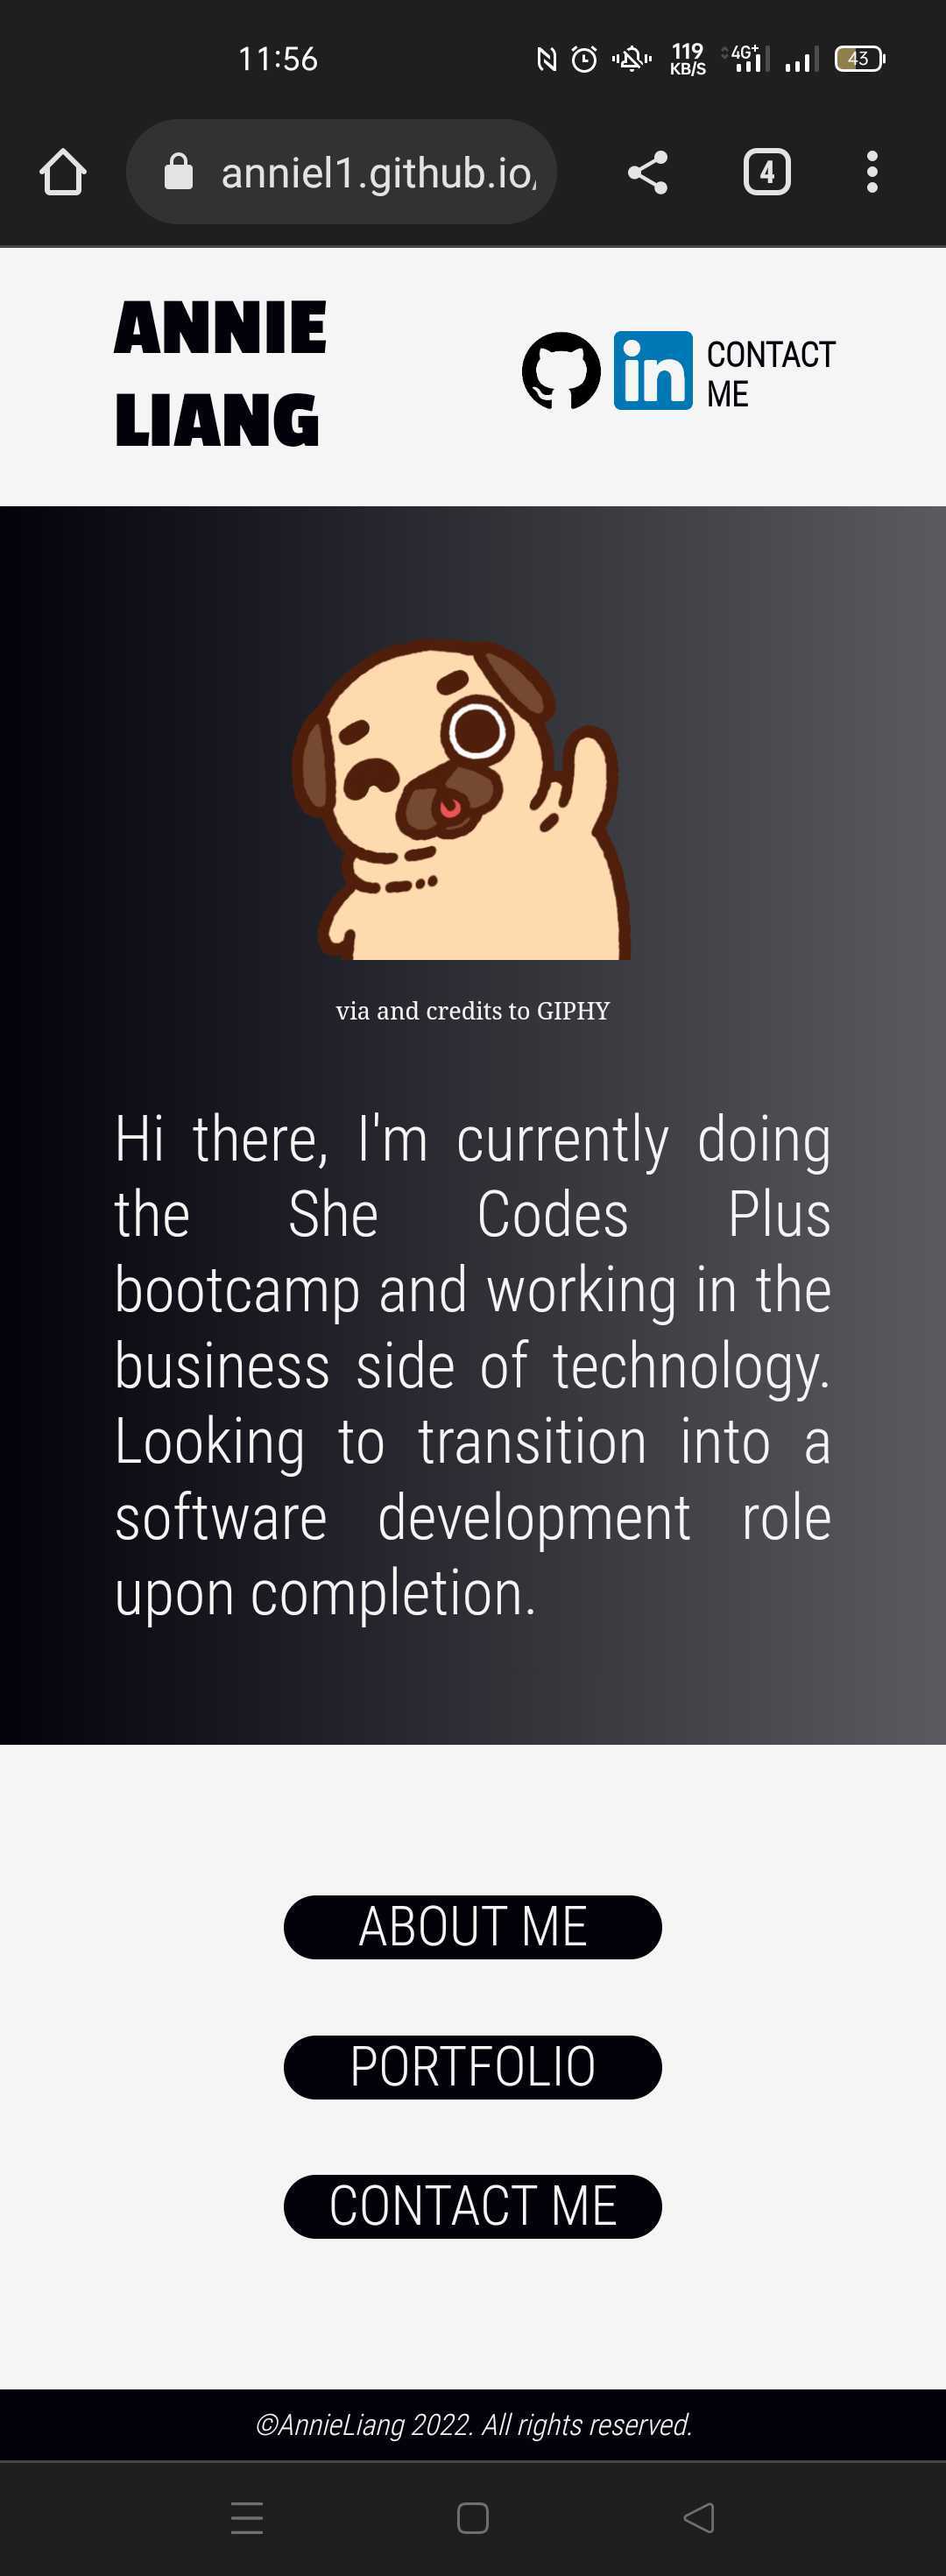 11:56
119
KB/S
4G+
43
anniel1.github.io/
4
ANNIE
LIANG
in
CONTACT
ME
via and credits to GIPHY
Hi there, I'm currently doing
the She Codes Plus
bootcamp and working in the
business side of technology.
Looking to transition into a
software development role
upon completion.
ABOUT ME
PORTFOLIO
CONTACT ME
©AnnieLiang 2022. All rights reserved.